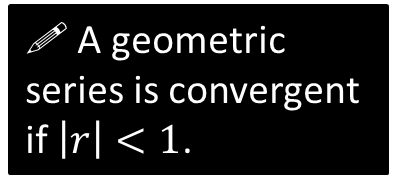 A geometric
series is convergent
if |r| < 1.